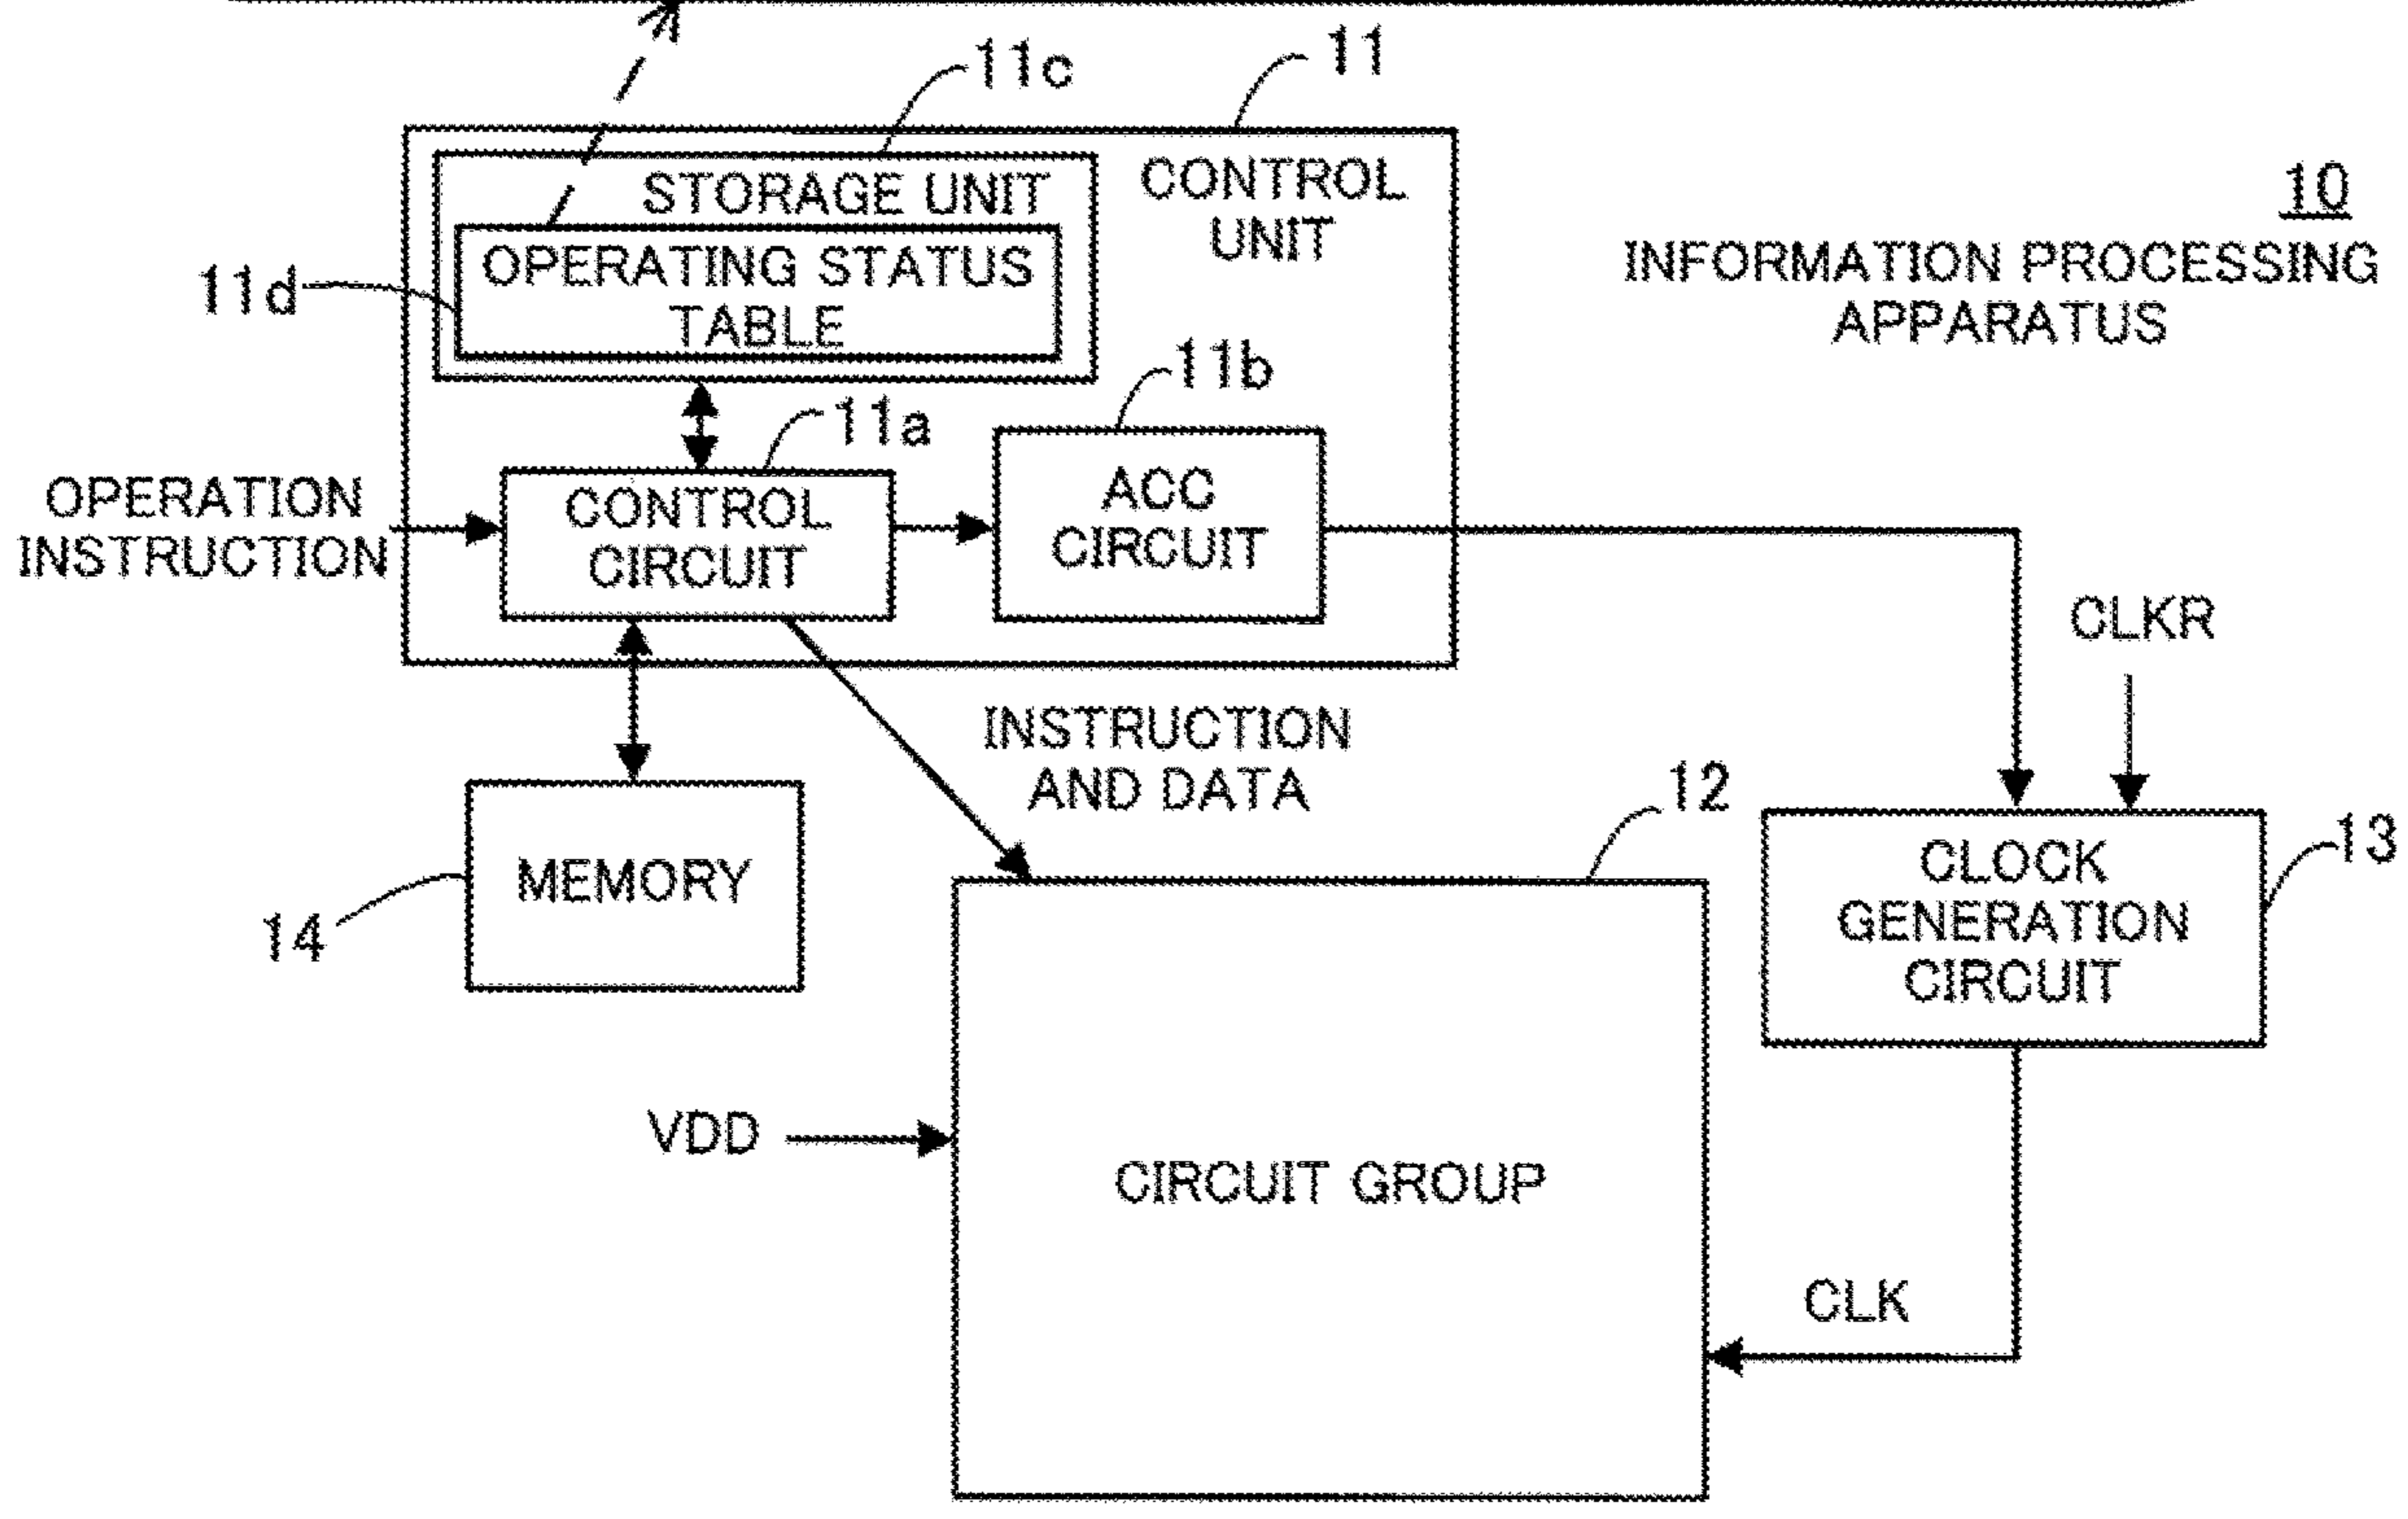 11c
11
STORAGE UNIT
CONTROL
UNIT
10
INFORMATION PROCESSING
APPARATUS
11d
OPERATING STATUS
TABLE
11b
11a
OPERATION
INSTRUCTION
CONTROL
CIRCUIT
ACC
CIRCUIT
CLKR
INSTRUCTION
AND DATA
12
13
MEMORY
14
CLOCK
GENERATION
CIRCUIT
VDD
CIRCUIT GROUP
CLK